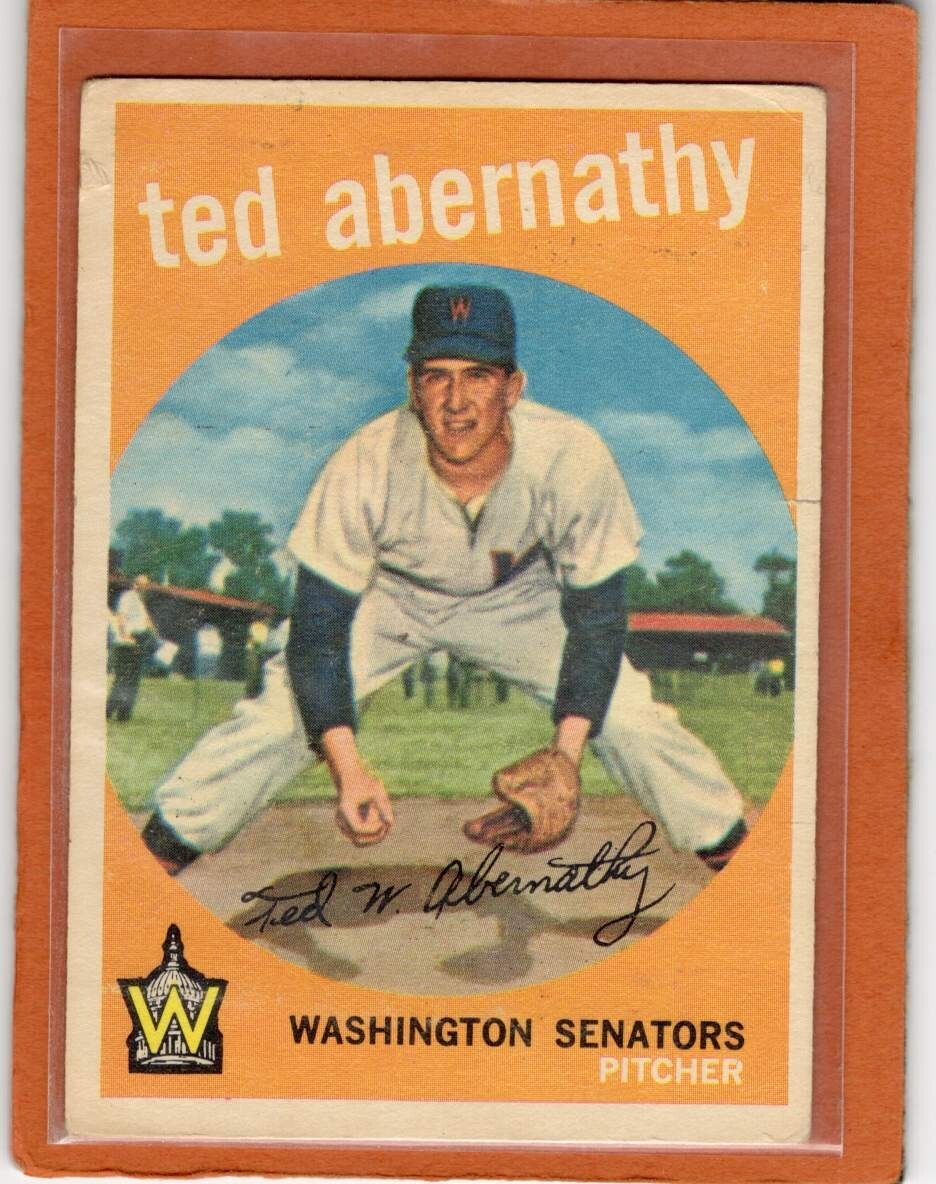 ted abernathy
W
Ted W. Abernathy
W
WASHINGTON SENATORS
PITCHER